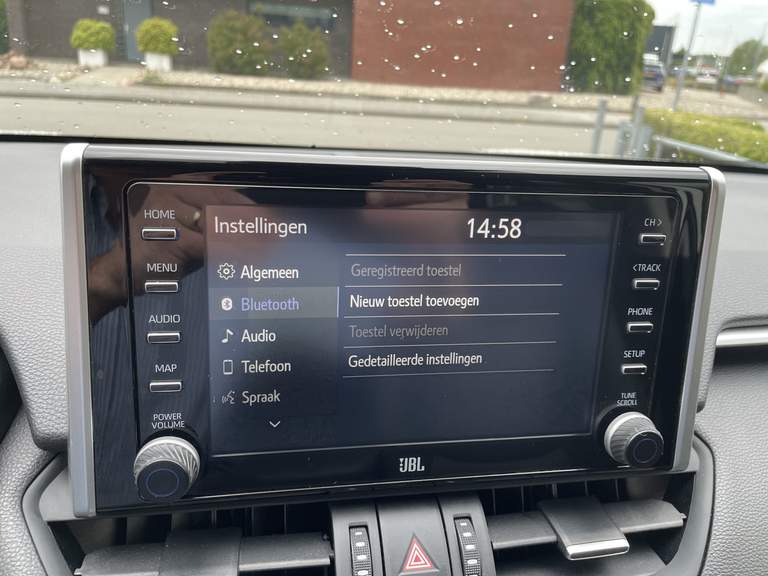 HOME
MENU
AUDIO
MAP
POWER
VOLUME
Instellingen
14:58
Algemeen
Bluetooth
Audio
Telefoon
Spraak
Geregistreerd toestel
Nieuw toestel toevoegen
Toestel verwijderen
Gedetailleerde instellingen
CH >
< TRACK
PHONE
SETUP
TUNE
SCROLL
JBL